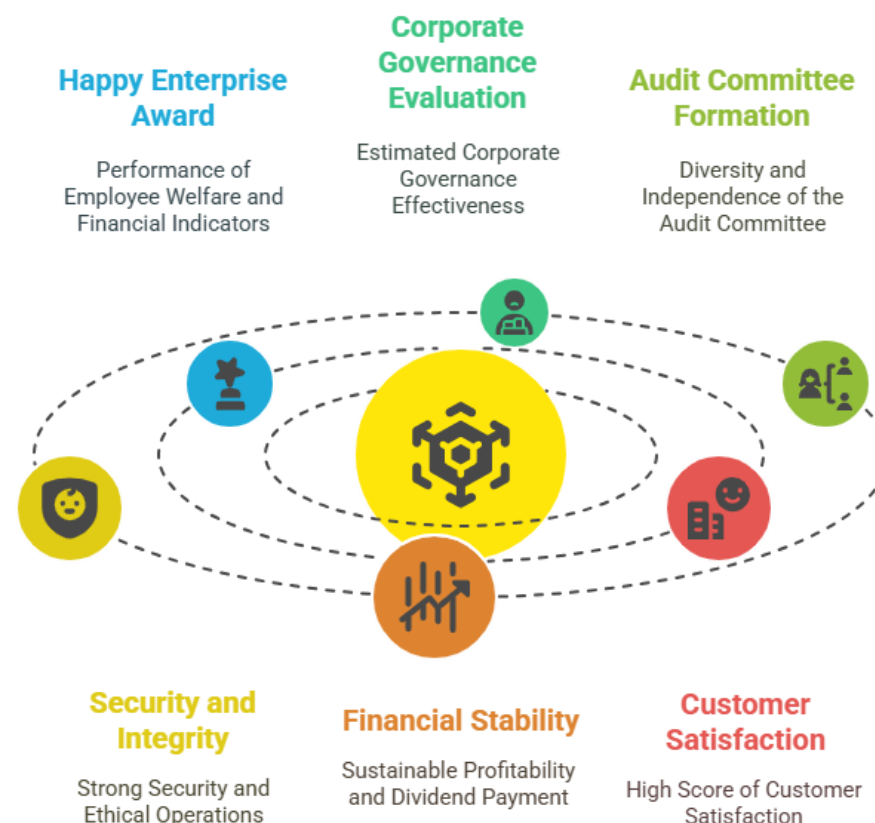 Corporate
Governance
Evaluation
Happy Enterprise
Award
Audit Committee
Formation
Estimated Corporate
Governance
Effectiveness
Performance of
Employee Welfare and
Financial Indicators
Diversity and
Independence of the
Audit Committee
Security and
Integrity
Financial Stability
Customer
Satisfaction
Strong Security and
Ethical Operations
Sustainable Profitability
and Dividend Payment
High Score of Customer
Satisfaction